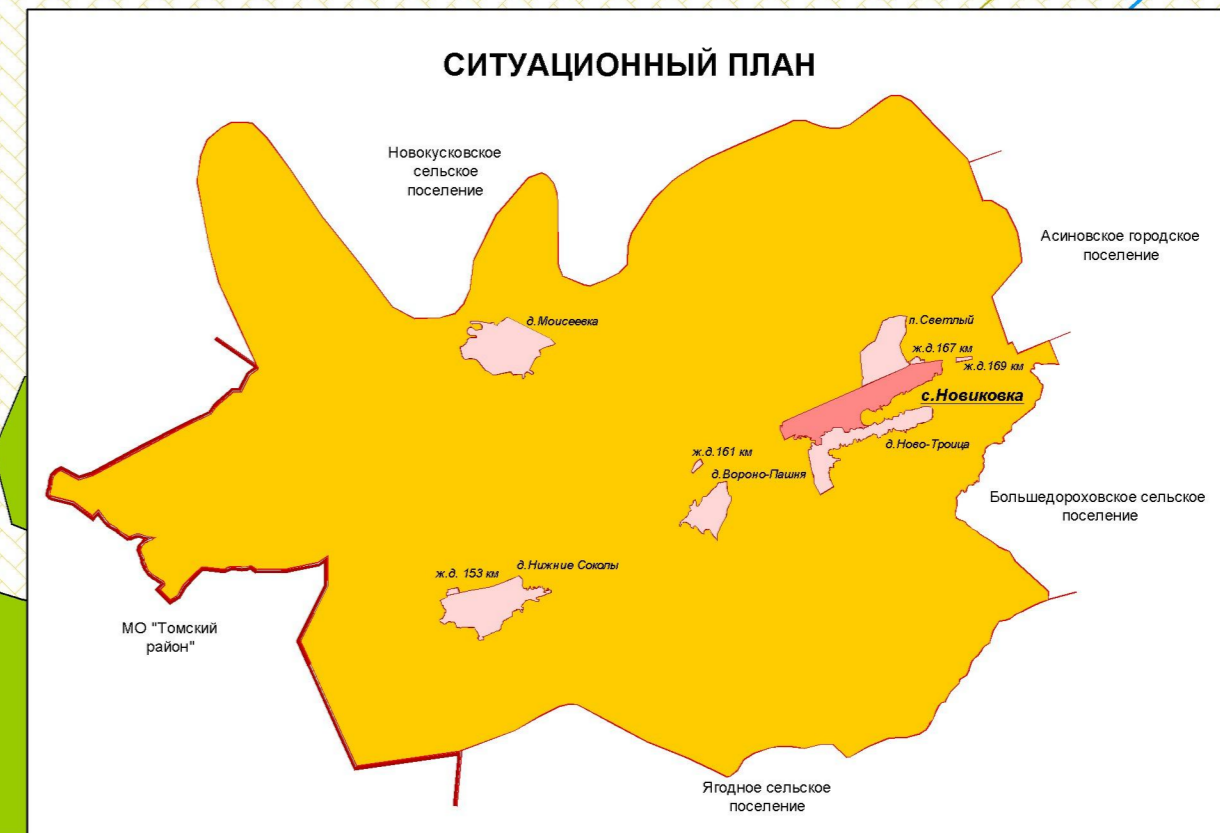 СИТУАЦИОННЫЙ ПЛАН
Новокусковское
сельское
поселение
Асиновское городское
поселение
д.Моисеевка
п.Светлый
ж.д.167 км
ж.д.169 км
с.Новиковка
д.Ново-Троица
ж.д.161 км
д.Вороно-Пашня
Большедороховское сельское
поселение
ж.д. 153 км
д.Нижние Соколы
МО "Томский
район"
Ягодное сельское
поселение